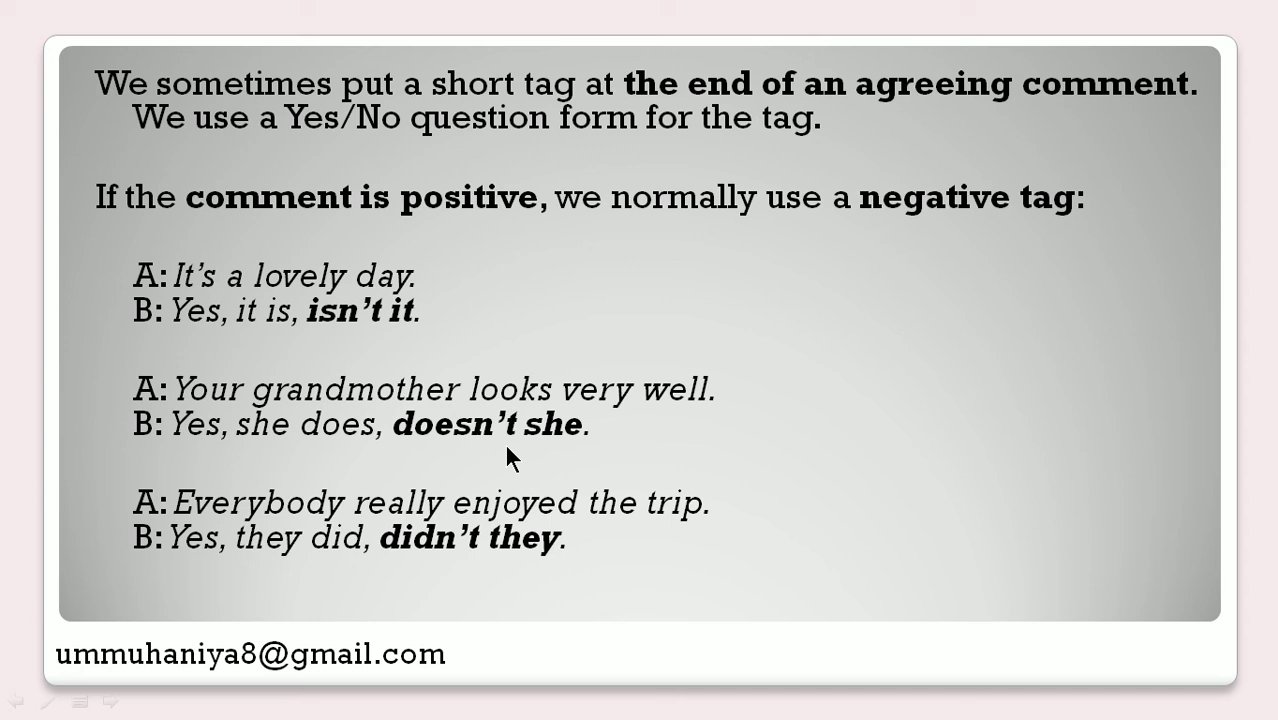 We sometimes put a short tag at the end of an agreeing comment.
We use a Yes/No question form for the tag.
If the comment is positive, we normally use a negative tag:
A: It's a lovely day.
B: Yes, it is, isn't it.
A: Your grandmother looks very well.
B: Yes, she does, doesn't she.
A: Everybody really enjoyed the trip.
B: Yes, they did, didn't they.
ummuhaniya8@gmail.com